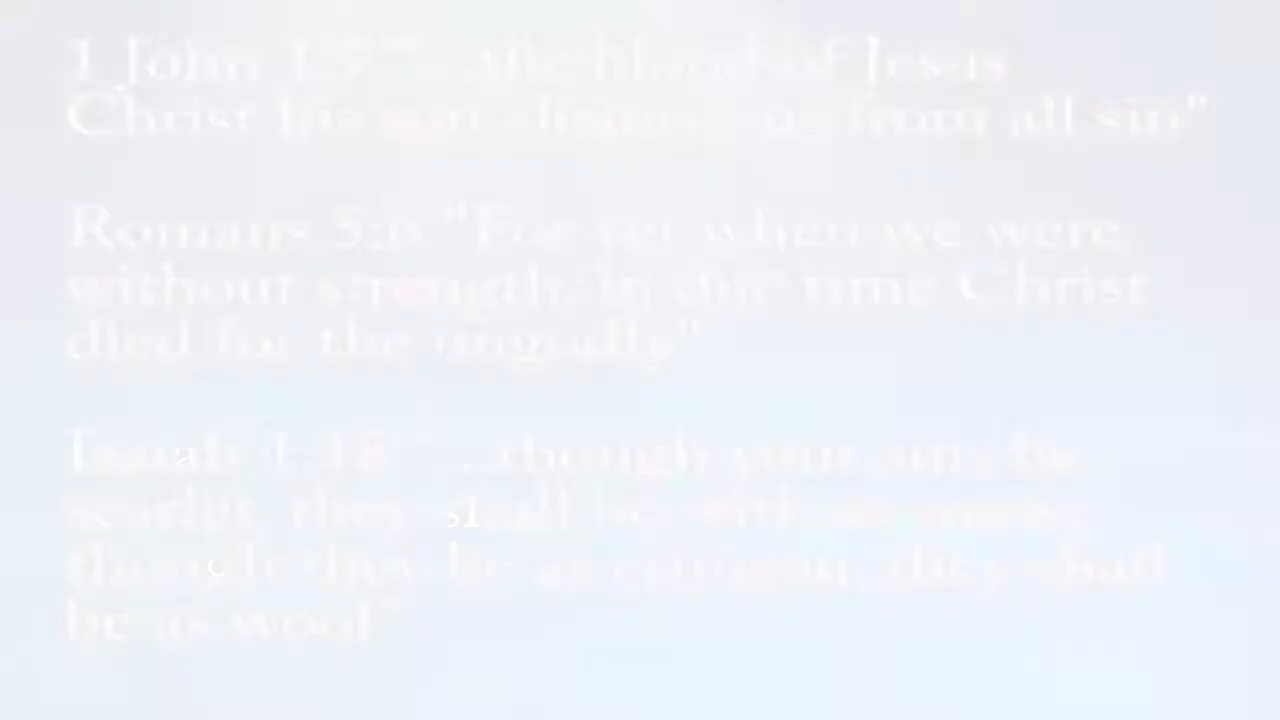 1 John 1:7 "...the blood of Jesus
Christ His son cleanses us from all sin"
Romans 5:6 "For yet when we were
without strength, in due time Christ
died for the ungodly"
Isaiah 1:18 "...though your sins be
scarlet, they shall be white as snow;
though they be as crimson, they shall
be as wool"